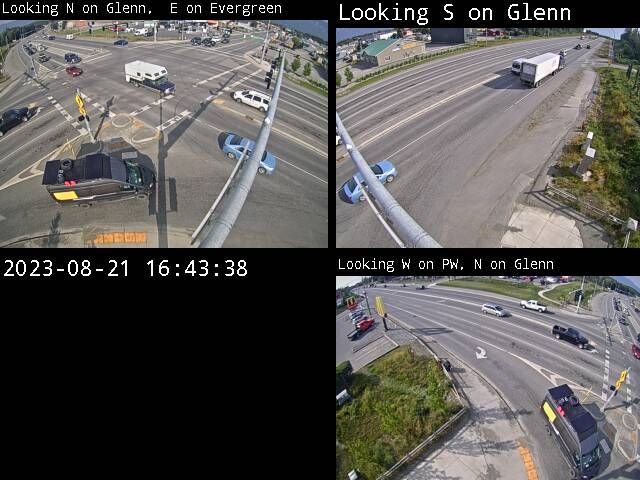 Looking N on Glenn, E on Evergreen
Looking S on Glenn
2023-08-21 16:43:38
Looking W on PW, N on Glenn